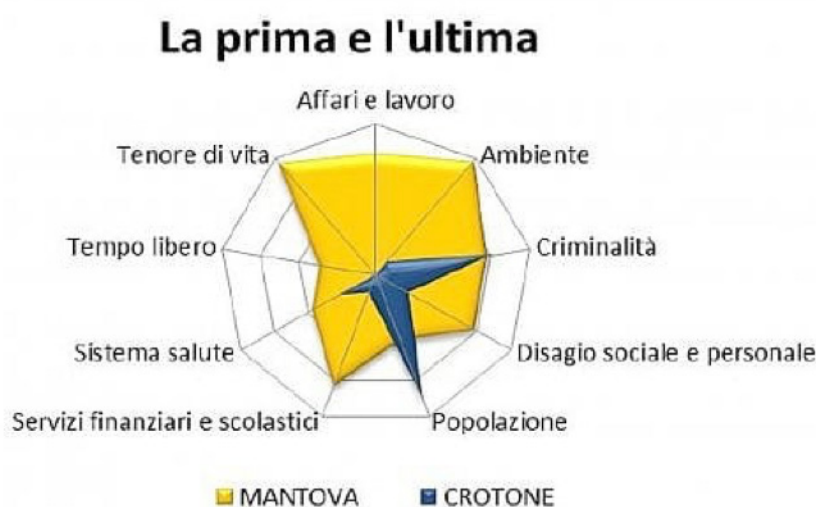 La prima e l'ultima
Affari e lavoro
Tenore di vita
Ambiente
Tempo libero
Criminalità
Sistema salute
Disagio sociale e personale
Servizi finanziari e scolastici
Popolazione
MANTOVA
CROTONE